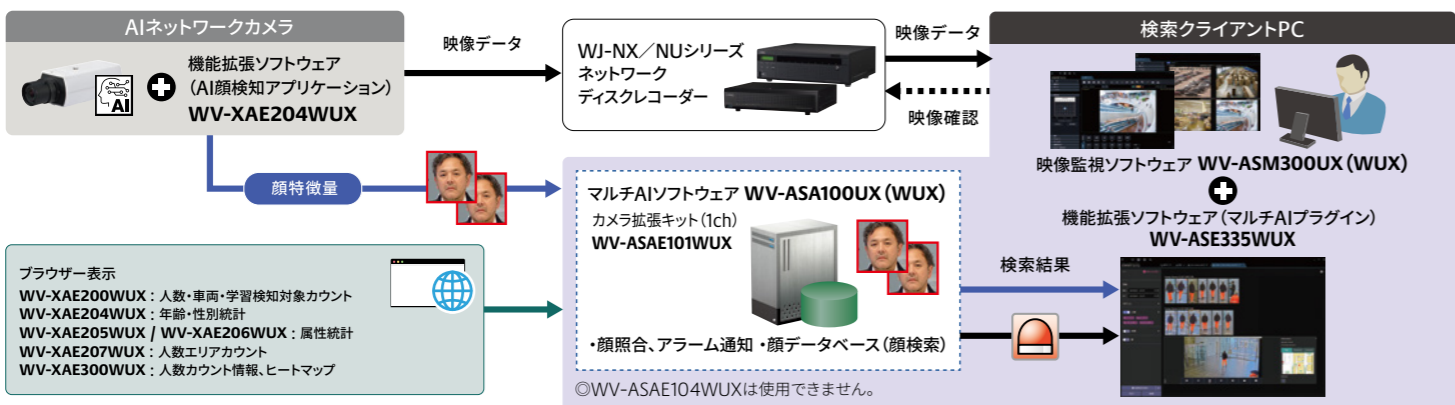 AIネットワークカメラ
機能拡張ソフトウェア
（AI顔検知アプリケーション）
WV-XAE204WUX
AI
映像データ
WJ-NX／NUシリーズ
ネットワーク
ディスクレコーダー
映像データ
映像確認
検索クライアントPC
映像監視ソフトウェア WV-ASM300UX（WUX）
機能拡張ソフトウェア（マルチAIプラグイン）
WV-ASE335WUX
顔特徴量
マルチAIソフトウェア WV-ASA100UX（WUX）
カメラ拡張キット（1ch）
WV-ASAE101WUX
・顔照合、アラーム通知 ・顔データベース（顔検索）
◎WV-ASAE104WUXは使用できません。
検索結果
ブラウザー表示
WV-XAE200WUX：人数・車両・学習検知対象カウント
WV-XAE204WUX：年齢・性別統計
WV-XAE205WUX / WV-XAE206WUX：属性統計
WV-XAE207WUX：人数エリアカウント
WV-XAE300WUX：人数カウント情報、ヒートマップ